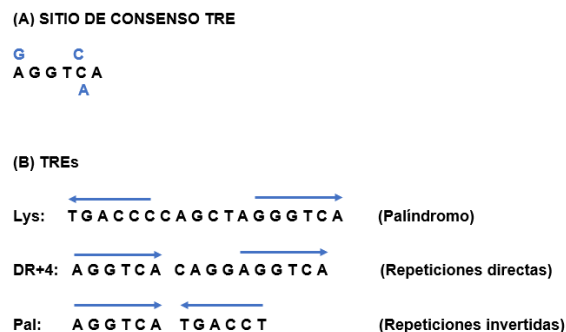 (A) SITIO DE CONSENSO TRE
G C
A G G T C A
A
(B) TREs
Lys: T G A C C C C A G C T A G G G T C A (Palíndromo)
DR+4: A G G T C A C A G G A G G T C A (Repeticiones directas)
Pal: A G G T C A T G A C C T (Repeticiones invertidas)